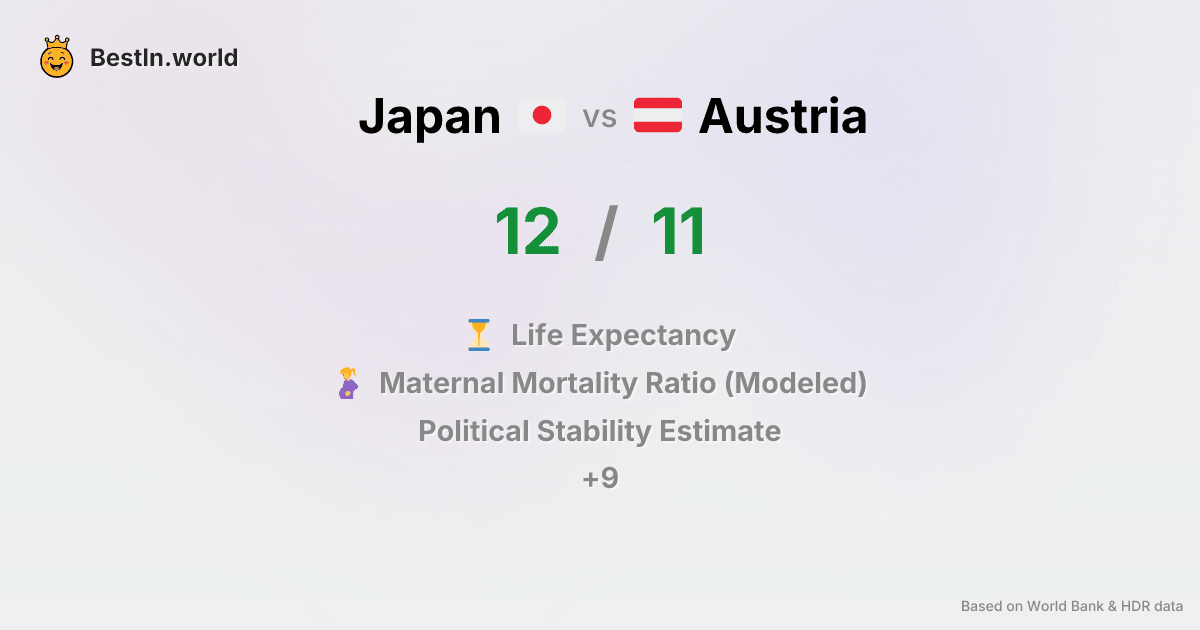 BestIn.world
Japan vs Austria
12 / 11
Life Expectancy
Maternal Mortality Ratio (Modeled)
Political Stability Estimate
+9
Based on World Bank & HDR data